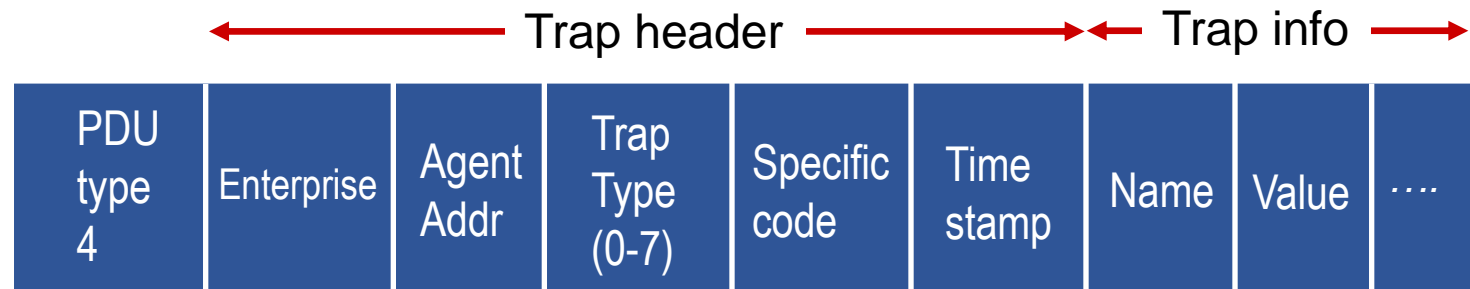 Trap header
Trap info
PDU
type
4
Enterprise
Agent
Addr
Trap
Type
(0-7)
Specific
code
Time
stamp
Name
Value
....